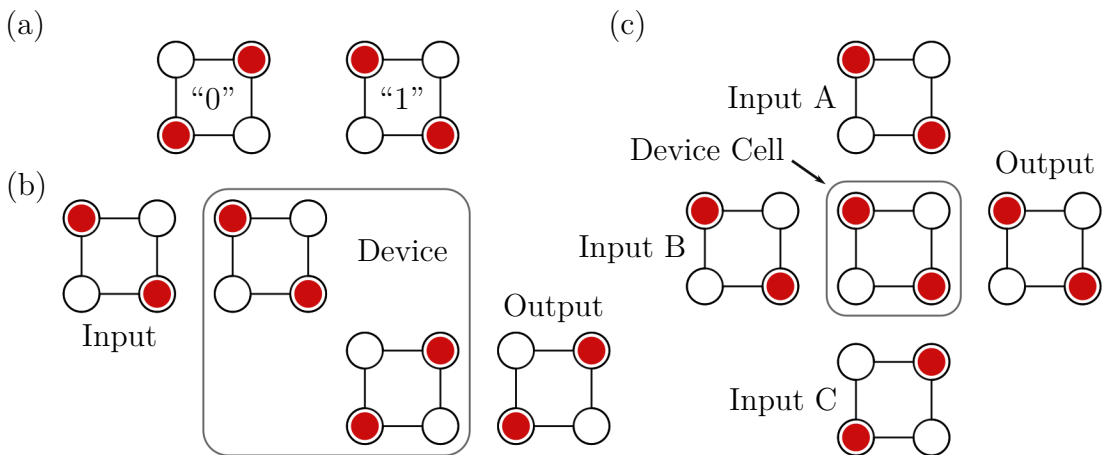 (a)
“0”
“1”
(b)
Device
Input
Output
(c)
Input A
Device Cell
Output
Input B
Input C